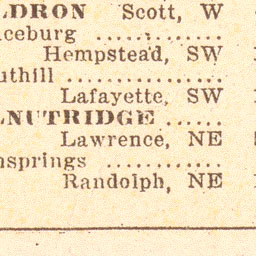 LDRON Scott, W
ceburg .............
Hempstead, SW
uthill .................
Lafayette, SW
LNUTRIDGE ......
Lawrence, NE
nsprings ............
Randolph, NE